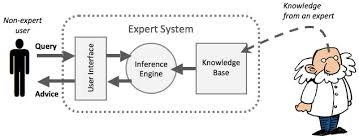 Non-expert
user
Query
Advice
Expert System
User Interface
Inference
Engine
Knowledge
Base
Knowledge
from an expert